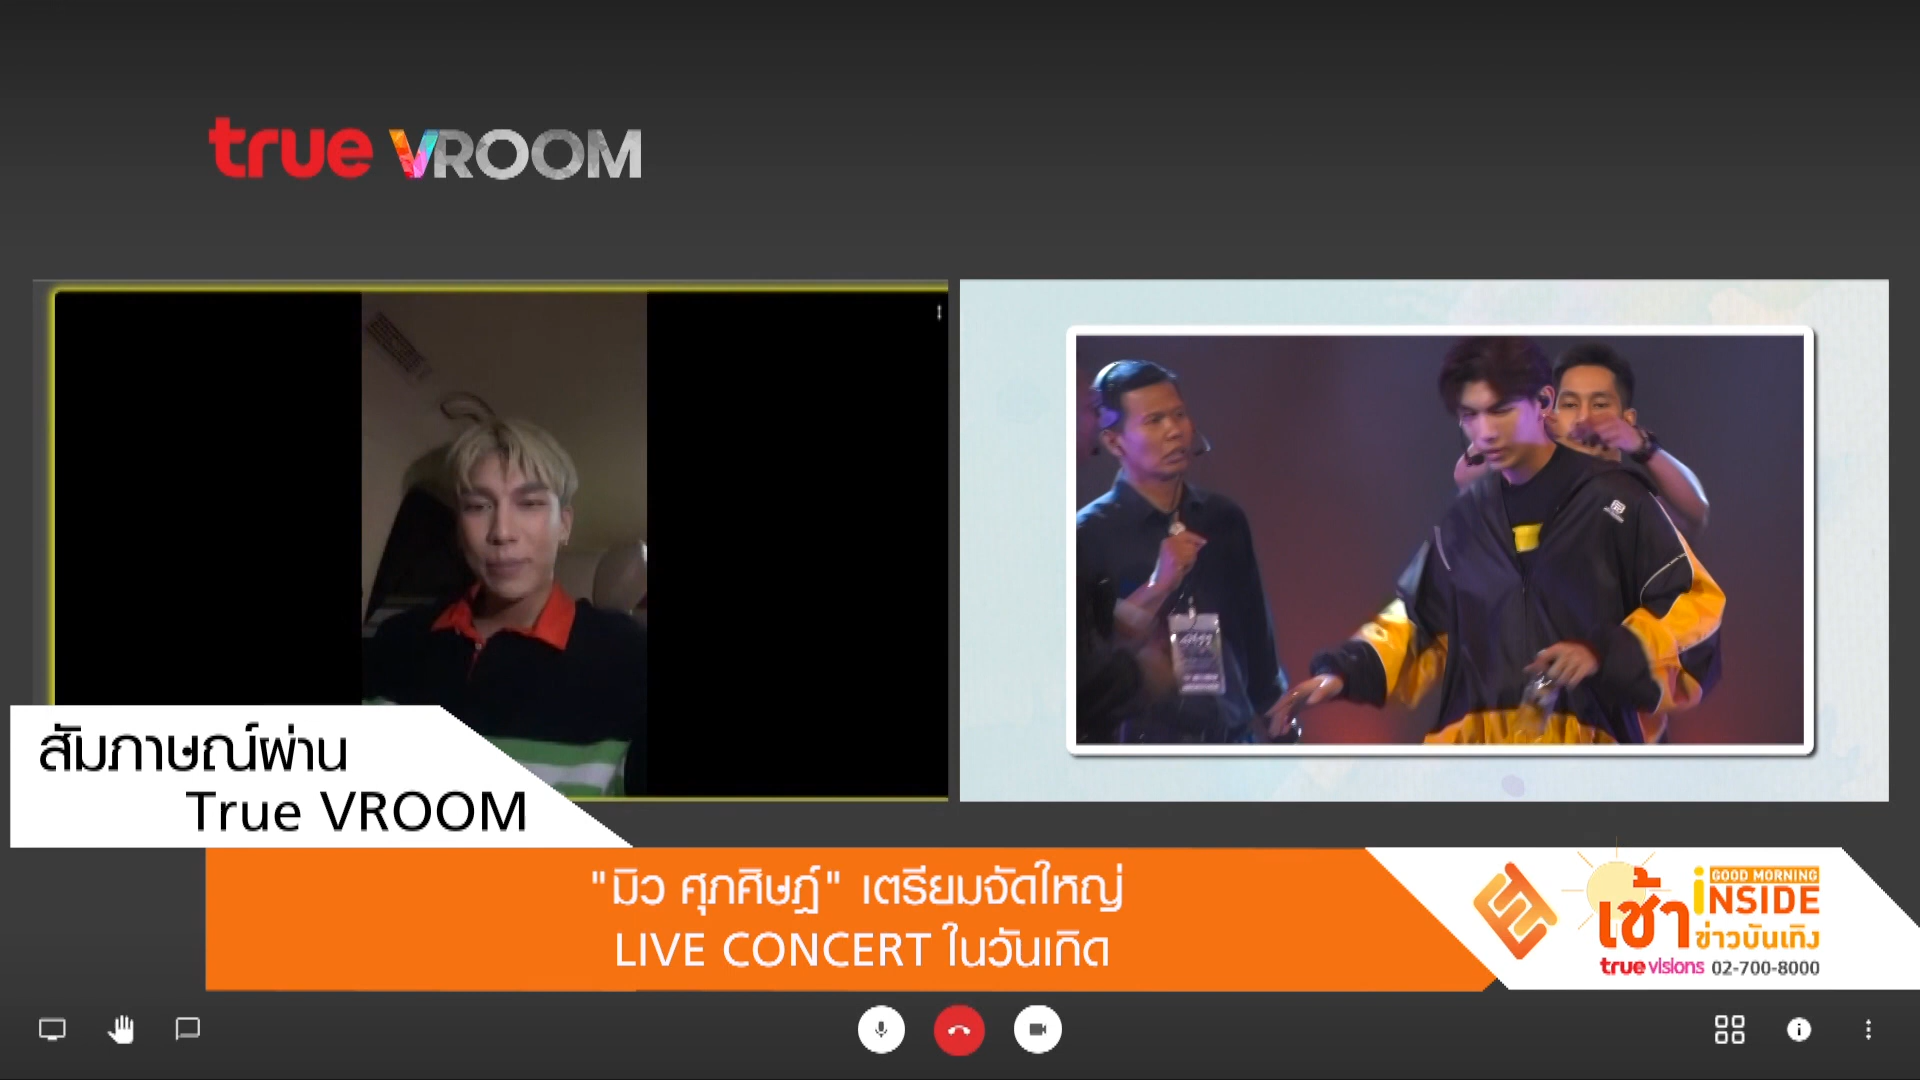 true VROOM
สัมภาษณ์ผ่าน
True VROOM
"มิว ศุภศิษฏ์" เตรียมจัดใหญ่
LIVE CONCERT ในวันเกิด
เช้า
GOOD MORNING
iNSIDE
ข่าวบันเทิง
truevisions 02-700-8000